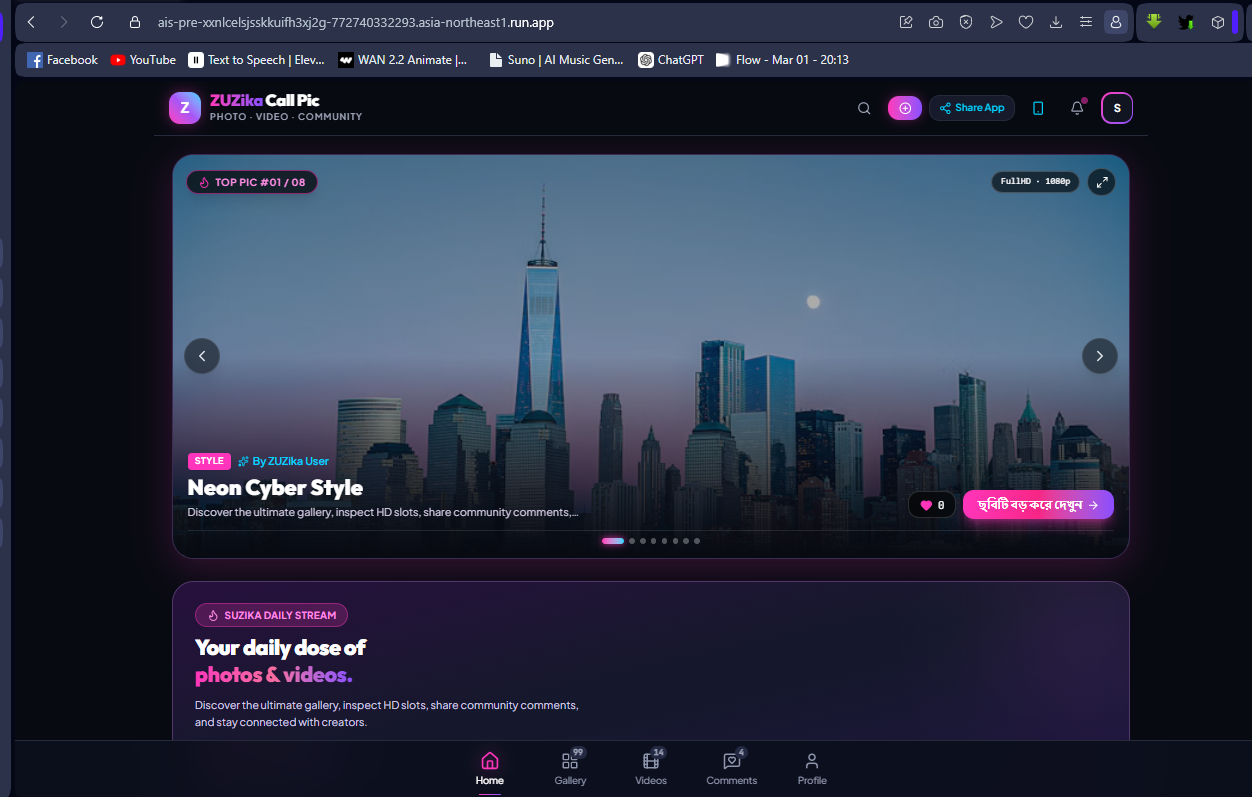 ais-pre-xxnlcelsjsskkuifh3xj2g-772740332293.asia-northeast1.run.app
Facebook
YouTube
Text to Speech | Elev...
WAN 2.2 Animate |...
Suno | AI Music Gen...
ChatGPT
Flow - Mar 01 - 20:13
Z
ZUZika Call Pic
PHOTO · VIDEO · COMMUNITY
Share App
S
TOP PIC #01 / 08
FullHD · 1080p
STYLE
By ZUZika User
Neon Cyber Style
Discover the ultimate gallery, inspect HD slots, share community comments,...
0
ছবিটি বড় করে দেখুন →
SUZIKA DAILY STREAM
Your daily dose of
photos & videos.
Discover the ultimate gallery, inspect HD slots, share community comments,
and stay connected with creators.
Home
99
Gallery
14
Videos
4
Comments
Profile